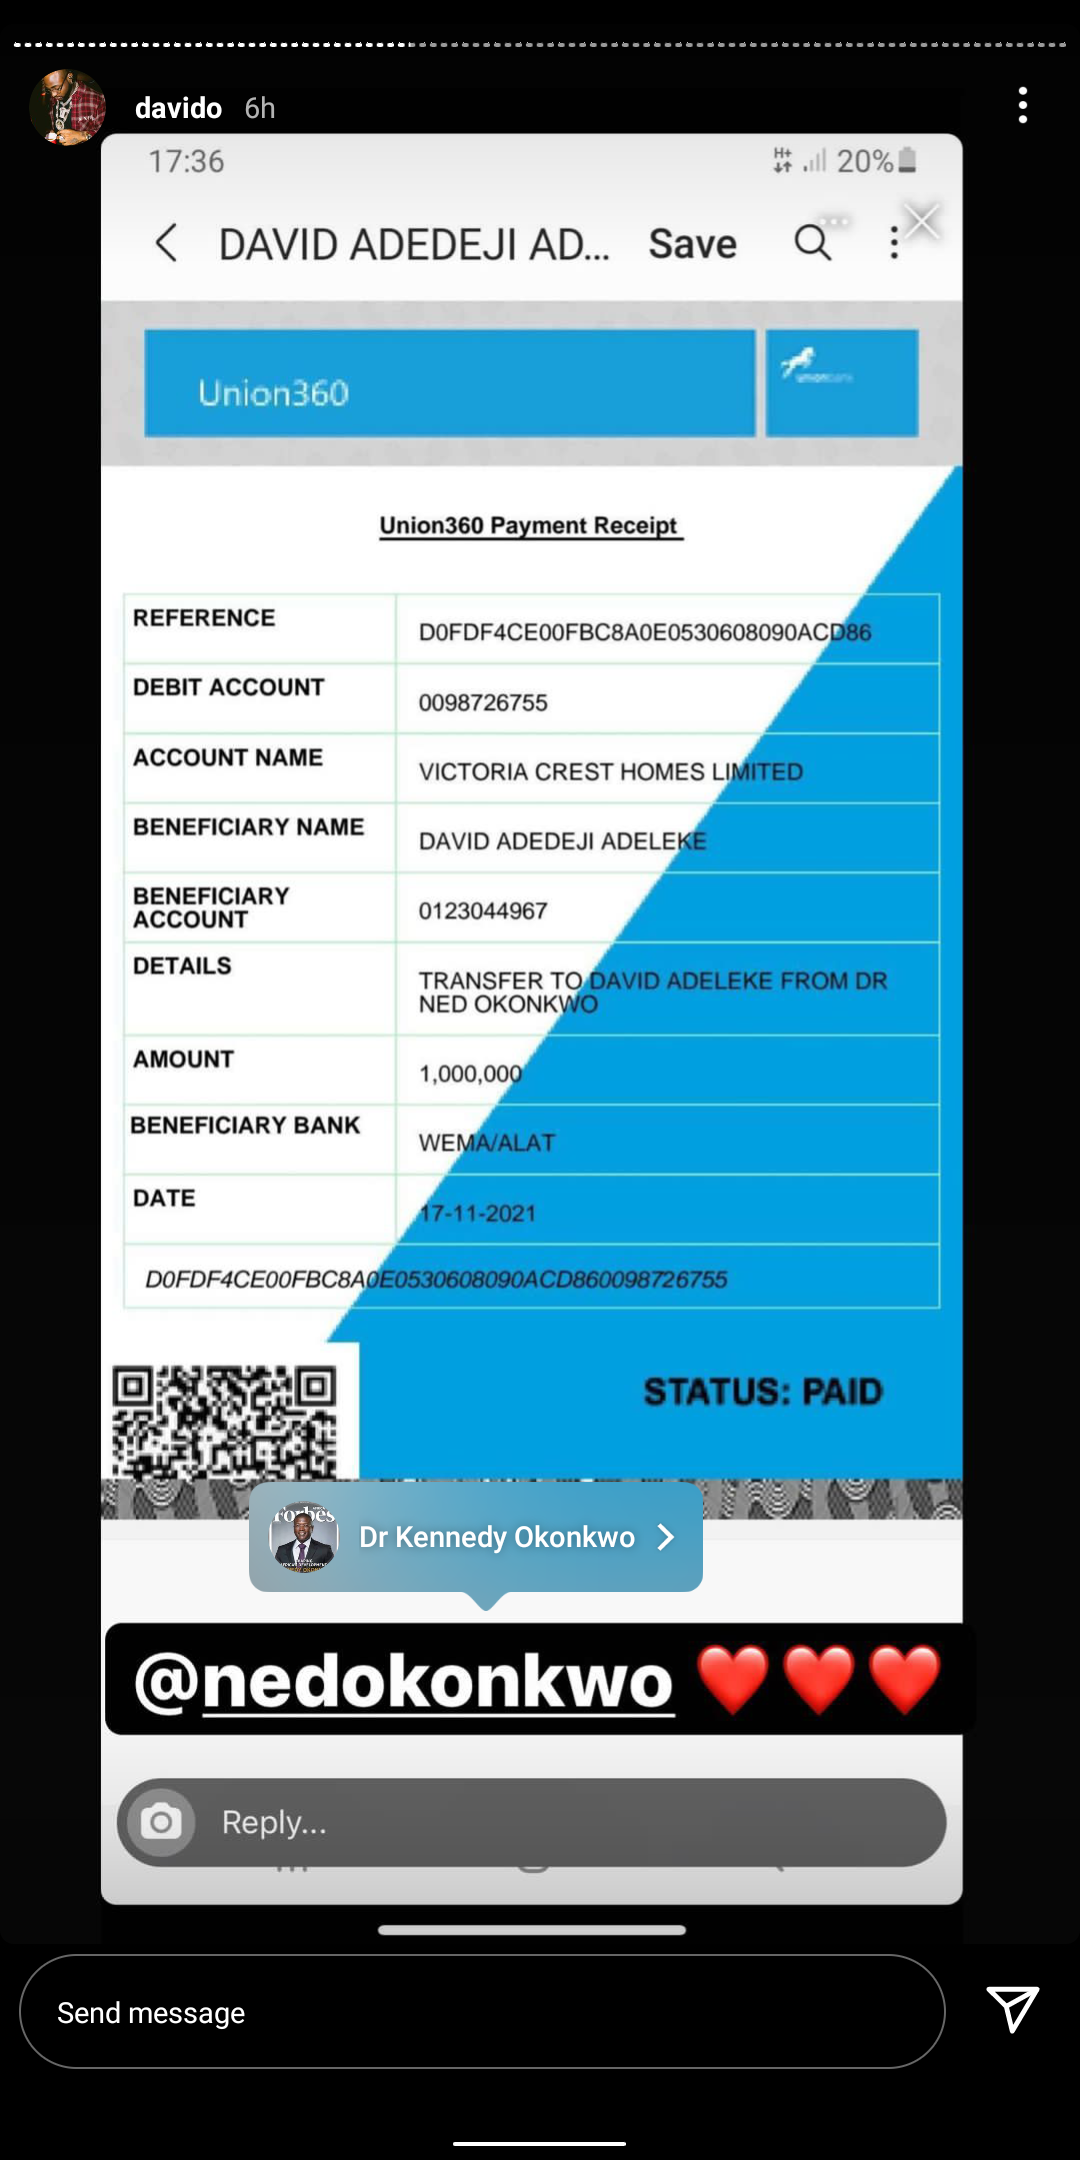 davido 6h
17:36 H+ 20%
DAVID ADEDEJI AD... Save
Union360
unionbank
Union360 Payment Receipt
REFERENCE D0FDF4CE00FBC8A0E0530608090ACD86
DEBIT ACCOUNT 0098726755
ACCOUNT NAME VICTORIA CREST HOMES LIMITED
BENEFICIARY NAME DAVID ADEDEJI ADELEKE
BENEFICIARY
ACCOUNT 0123044967
DETAILS TRANSFER TO DAVID ADELEKE FROM DR
NED OKONKWO
AMOUNT 1,000,000
BENEFICIARY BANK WEMA/ALAT
DATE 17-11-2021
D0FDF4CE00FBC8A0E0530608090ACD860098726755
STATUS: PAID
Forbes
Dr Kennedy Okonkwo
@nedokonkwo ❤️❤️❤️
Reply...
Send message